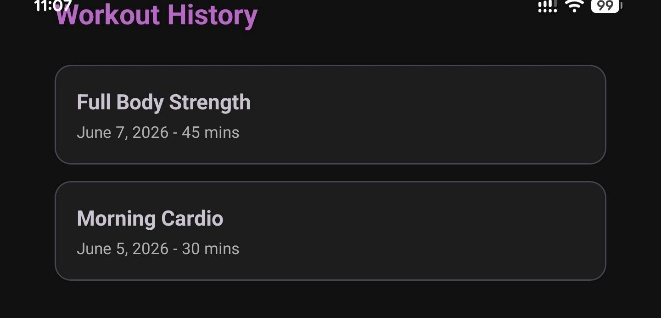 11:07
99
Workout History
Full Body Strength
June 7, 2026 - 45 mins
Morning Cardio
June 5, 2026 - 30 mins